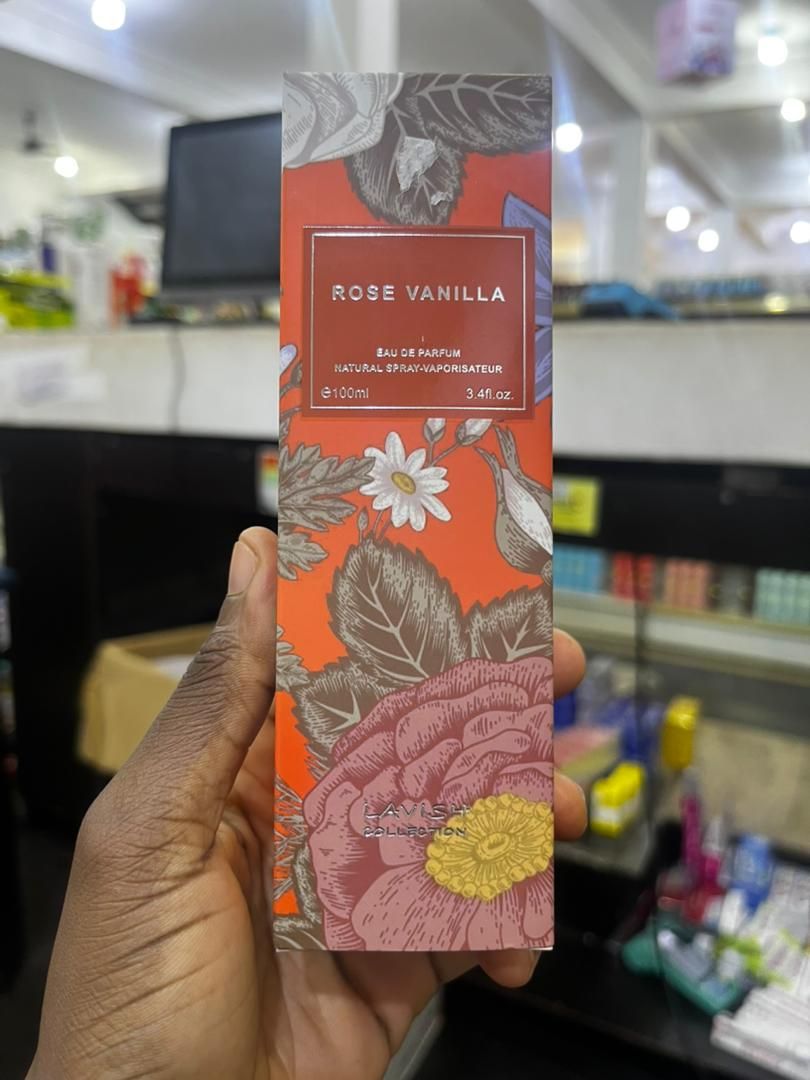 ROSE VANILLA
EAU DE PARFUM
NATURAL SPRAY-VAPORISATEUR
℮100ml 3.4fl.oz.
LAVISH
COLLECTION